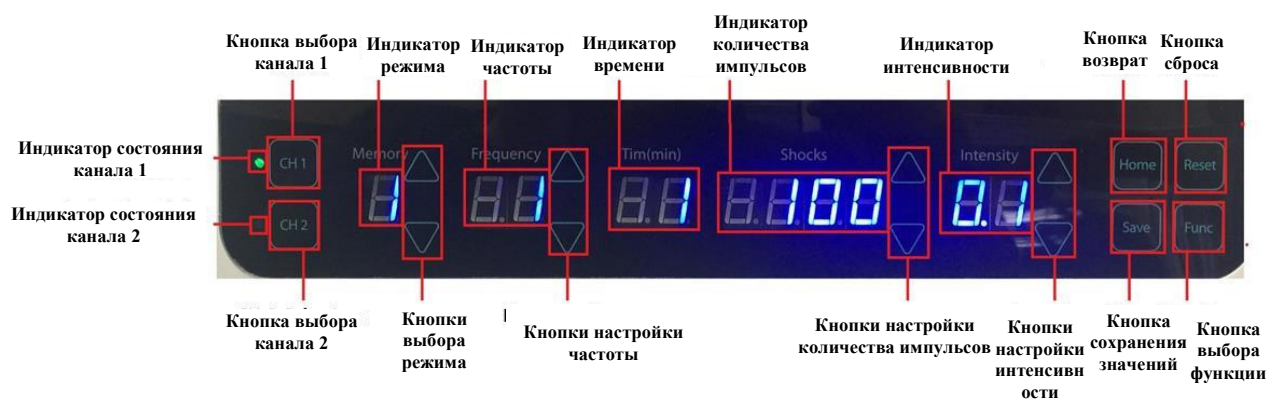 Кнопка выбора
канала 1
Индикатор
режима
Индикатор
частоты
Индикатор
времени
Индикатор
количества
импульсов
Индикатор
интенсивности
Кнопка
возврат
Кнопка
сброса
Индикатор состояния
канала 1
Индикатор состояния
канала 2
CH 1
Memory
Frequency
Tim(min)
Shocks
Intensity
Home
Reset
1
1
1
100
0.1
CH 2
Save
Func
Кнопка выбора
канала 2
Кнопки
выбора
режима
Кнопки настройки
частоты
Кнопки настройки
количества импульсов
Кнопки
настройки
интенсивн
ости
Кнопка
сохранения
значений
Кнопка
выбора
функции